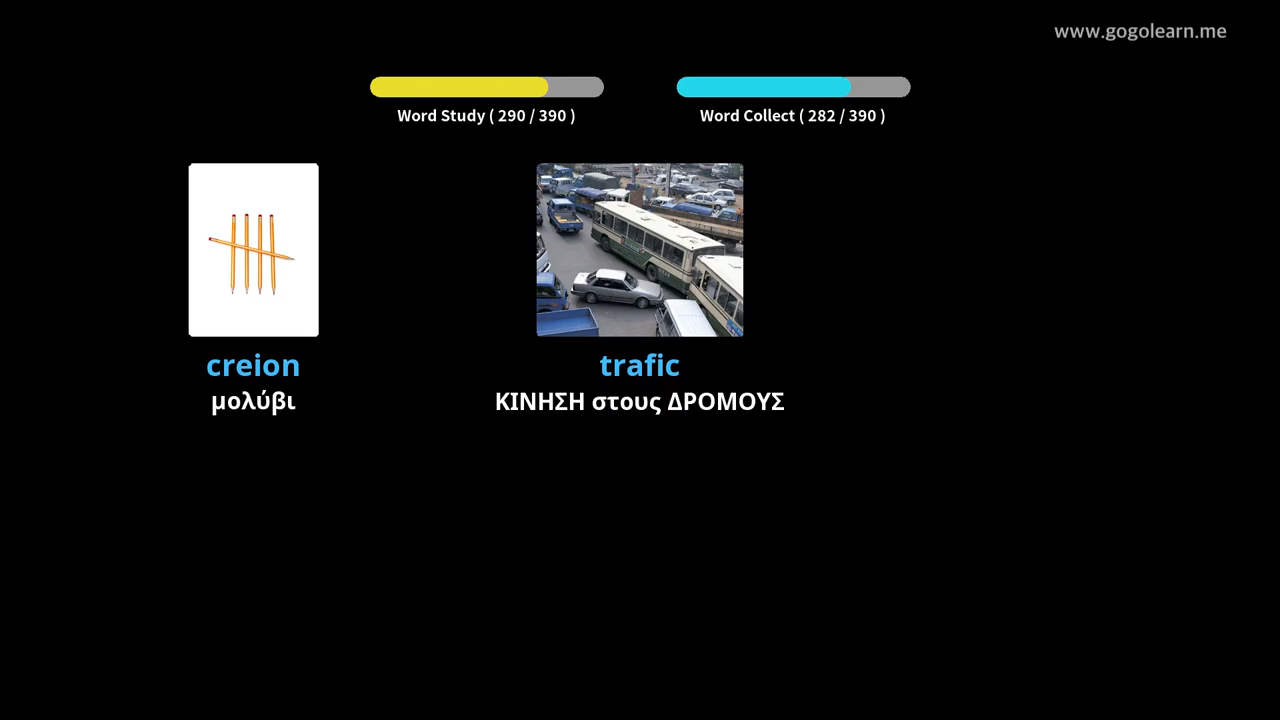 www.gogolearn.me
Word Study ( 290 / 390 )
Word Collect ( 282 / 390 )
creion
μολύβι
trafic
ΚΙΝΗΣΗ στους ΔΡΟΜΟΥΣ